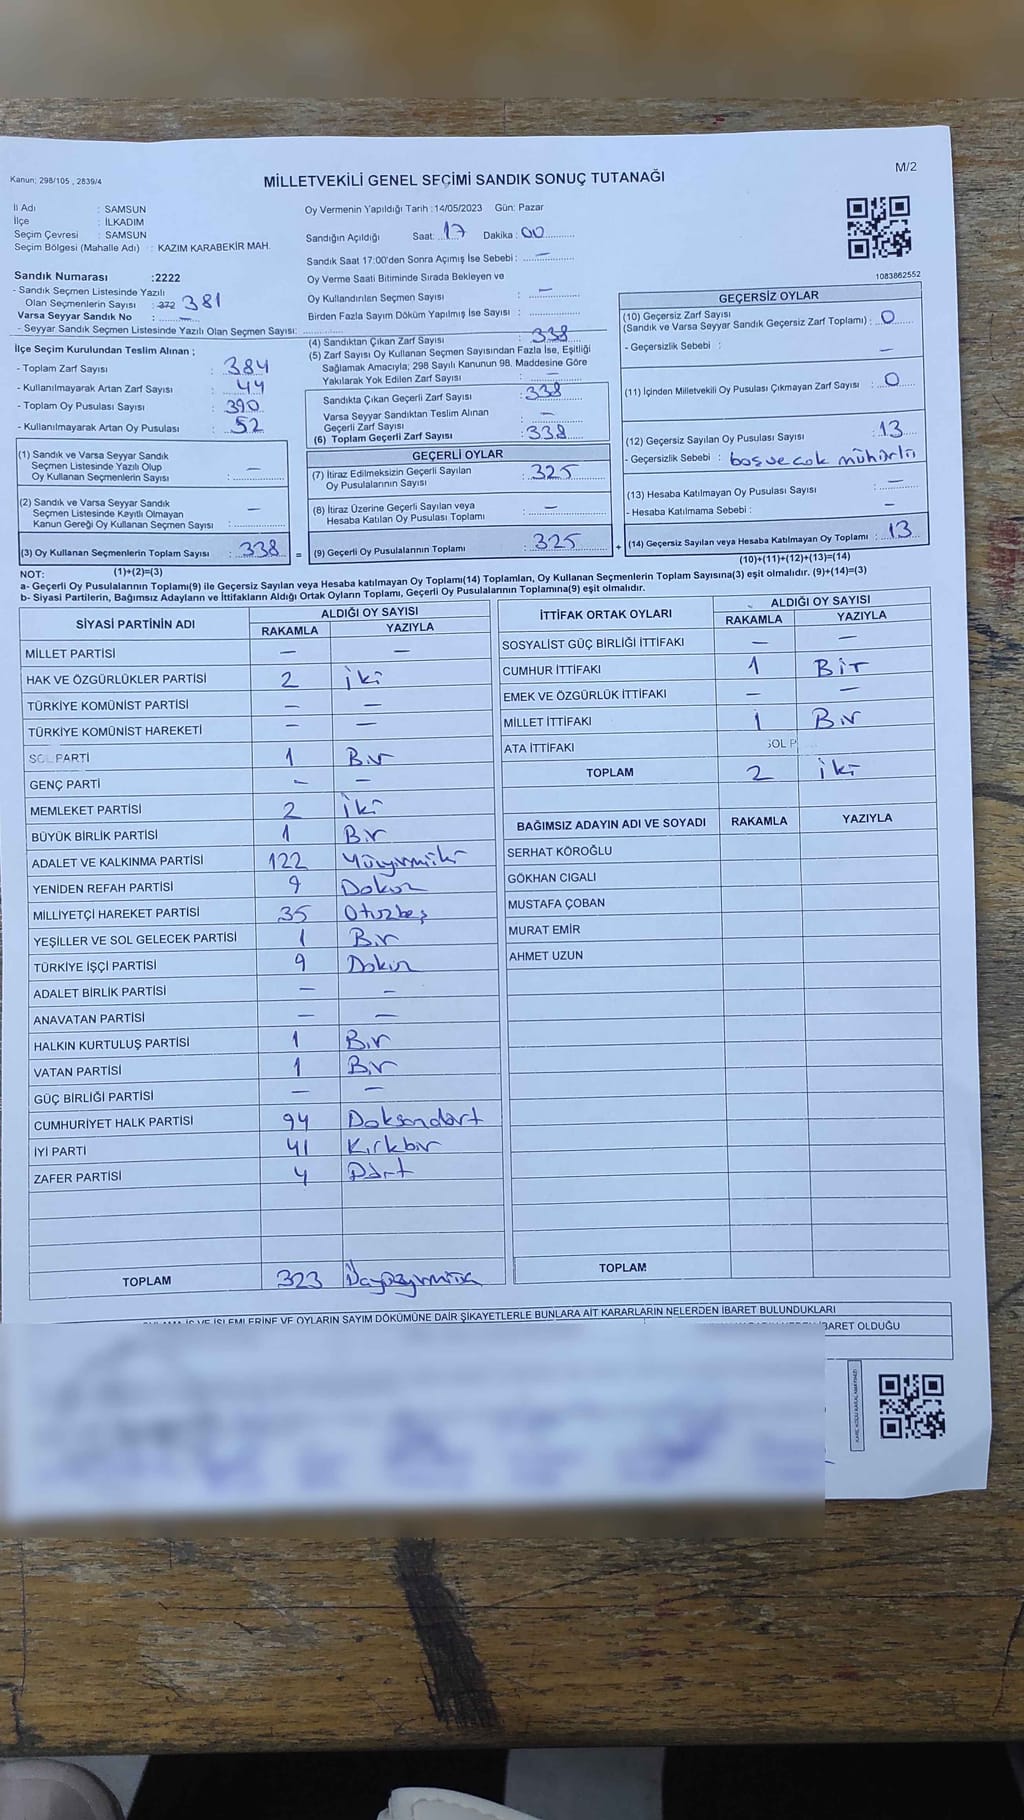 Kanun; 298/105 , 2839/4
MİLLETVEKİLİ GENEL SEÇİMİ SANDIK SONUÇ TUTANAĞI
M/2
İl Adı : SAMSUN
İlçe : İLKADIM
Seçim Çevresi : SAMSUN
Seçim Bölgesi (Mahalle Adı) : KAZIM KARABEKİR MAH.
Oy Vermenin Yapıldığı Tarih :14/05/2023 Gün: Pazar
Sandığın Açıldığı Saat: 17 Dakika : 00
Sandık Saat 17:00'den Sonra Açımış İse Sebebi : —
Oy Verme Saati Bitiminde Sırada Bekleyen ve
Oy Kullandırılan Seçmen Sayısı : —
Birden Fazla Sayım Döküm Yapılmış İse Sayısı :
1083862552
Sandık Numarası :2222
- Sandık Seçmen Listesinde Yazılı
Olan Seçmenlerin Sayısı : 372 381
Varsa Seyyar Sandık No : —
- Seyyar Sandık Seçmen Listesinde Yazılı Olan Seçmen Sayısı:
İlçe Seçim Kurulundan Teslim Alınan ;
- Toplam Zarf Sayısı : 384
- Kullanılmayarak Artan Zarf Sayısı : 44
- Toplam Oy Pusulası Sayısı : 390
- Kullanılmayarak Artan Oy Pusulası : 52
(1) Sandık ve Varsa Seyyar Sandık
Seçmen Listesinde Yazılı Olup
Oy Kullanan Seçmenlerin Sayısı : —
(2) Sandık ve Varsa Seyyar Sandık
Seçmen Listesinde Kayıtlı Olmayan
Kanun Gereği Oy Kullanan Seçmen Sayısı : —
(3) Oy Kullanan Seçmenlerin Toplam Sayısı : 338
(1)+(2)=(3)
(4) Sandıktan Çıkan Zarf Sayısı : 338
(5) Zarf Sayısı Oy Kullanan Seçmen Sayısından Fazla İse, Eşitliği
Sağlamak Amacıyla; 298 Sayılı Kanunun 98. Maddesine Göre
Yakılarak Yok Edilen Zarf Sayısı : —
Sandıkta Çıkan Geçerli Zarf Sayısı : 338
Varsa Seyyar Sandıktan Teslim Alınan
Geçerli Zarf Sayısı : —
(6) Toplam Geçerli Zarf Sayısı : 338
GEÇERLİ OYLAR
(7) İtiraz Edilmeksizin Geçerli Sayılan
Oy Pusulalarının Sayısı : 325
(8) İtiraz Üzerine Geçerli Sayılan veya
Hesaba Katılan Oy Pusulası Toplamı : —
= (9) Geçerli Oy Pusulalarının Toplamı : 325
GEÇERSİZ OYLAR
(10) Geçersiz Zarf Sayısı
(Sandık ve Varsa Seyyar Sandık Geçersiz Zarf Toplamı) : 0
- Geçersizlik Sebebi : —
(11) İçinden Milletvekili Oy Pusulası Çıkmayan Zarf Sayısı : 0
(12) Geçersiz Sayılan Oy Pusulası Sayısı : 13
- Geçersizlik Sebebi : boş ve çok mühürlü
(13) Hesaba Katılmayan Oy Pusulası Sayısı : —
- Hesaba Katılmama Sebebi : —
+ (14) Geçersiz Sayılan veya Hesaba Katılmayan Oy Toplamı : 13
(10)+(11)+(12)+(13)=(14)
NOT:
a- Geçerli Oy Pusulalarının Toplamı(9) ile Geçersiz Sayılan veya Hesaba katılmayan Oy Toplamı(14) Toplamları, Oy Kullanan Seçmenlerin Toplam Sayısına(3) eşit olmalıdır. (9)+(14)=(3)
b- Siyasi Partilerin, Bağımsız Adayların ve İttifakların Aldığı Ortak Oyların Toplamı, Geçerli Oy Pusulalarının Toplamına(9) eşit olmalıdır.
SİYASİ PARTİNİN ADI ALDIĞI OY SAYISI
RAKAMLA YAZIYLA
MİLLET PARTİSİ — —
HAK VE ÖZGÜRLÜKLER PARTİSİ 2 iki
TÜRKİYE KOMÜNİST PARTİSİ — —
TÜRKİYE KOMÜNİST HAREKETİ — —
SOL PARTİ 1 Bir
GENÇ PARTİ — —
MEMLEKET PARTİSİ 2 iki
BÜYÜK BİRLİK PARTİSİ 1 Bir
ADALET VE KALKINMA PARTİSİ 122 Yüzyirmiiki
YENİDEN REFAH PARTİSİ 9 Dokuz
MİLLİYETÇİ HAREKET PARTİSİ 35 Otuzbeş
YEŞİLLER VE SOL GELECEK PARTİSİ 1 Bir
TÜRKİYE İŞÇİ PARTİSİ 9 Dokuz
ADALET BİRLİK PARTİSİ — —
ANAVATAN PARTİSİ — —
HALKIN KURTULUŞ PARTİSİ 1 Bir
VATAN PARTİSİ 1 Bir
GÜÇ BİRLİĞİ PARTİSİ — —
CUMHURİYET HALK PARTİSİ 94 Doksandört
İYİ PARTİ 41 Kırkbir
ZAFER PARTİSİ 4 Dört
TOPLAM 323 Üçyüzyirmiüç
İTTİFAK ORTAK OYLARI ALDIĞI OY SAYISI
RAKAMLA YAZIYLA
SOSYALİST GÜÇ BİRLİĞİ İTTİFAKI — —
CUMHUR İTTİFAKI 1 Bir
EMEK VE ÖZGÜRLÜK İTTİFAKI — —
MİLLET İTTİFAKI 1 Bir
ATA İTTİFAKI SOL P
TOPLAM 2 iki
BAĞIMSIZ ADAYIN ADI VE SOYADI RAKAMLA YAZIYLA
SERHAT KÖROĞLU
GÖKHAN CIGALI
MUSTAFA ÇOBAN
MURAT EMİR
AHMET UZUN
TOPLAM
İŞLEMLERİNE VE OYLARIN SAYIM DÖKÜMÜNE DAİR ŞİKAYETLERLE BUNLARA AİT KARARLARIN NELERDEN İBARET BULUNDUKLARI
İBARET OLDUĞU